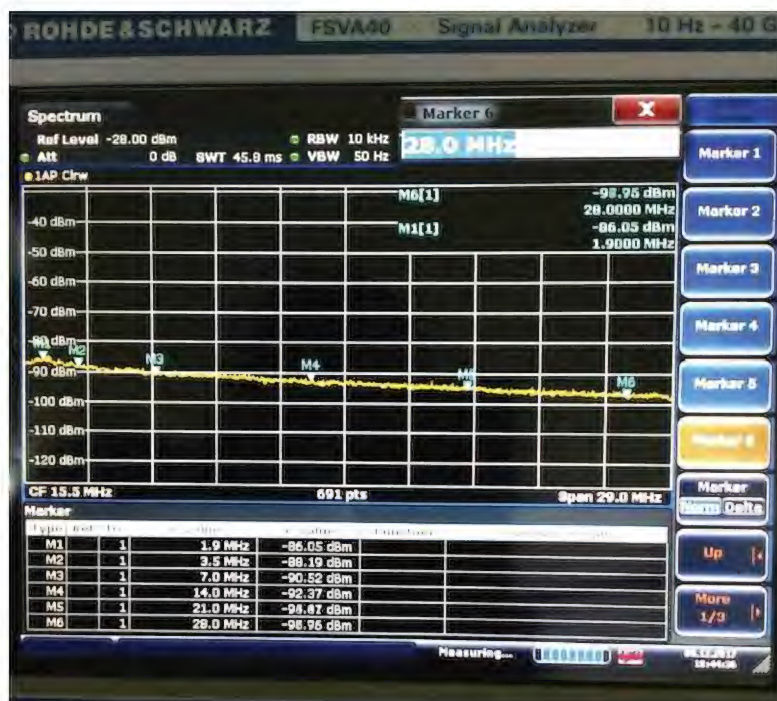 ROHDE&SCHWARZ FSVA40 Signal Analyzer 10 Hz - 40 G
Spectrum
Marker 6
X
Ref Level -28.00 dBm RBW 10 kHz
28.0 MHz
Att 0 dB SWT 45.8 ms VBW 50 Hz
1AP Clrw
M6[1] dBm
28.0000 MHz
M1[1] -86.05 dBm
1.9000 MHz
-40 dBm
-50 dBm
-60 dBm
-70 dBm
-80 dBm
-90 dBm
-100 dBm
-110 dBm
-120 dBm
M2
M3
M4
M6
CF 15.5 MHz 691 pts Span 29.0 MHz
Marker
M1 1 1.9 MHz -86.05 dBm
M2 1 3.5 MHz -88.19 dBm
M3 1 7.0 MHz -90.52 dBm
M4 1 14.0 MHz -92.37 dBm
M5 1 21.0 MHz dBm
M6 1 28.0 MHz dBm
Measuring...
Marker 1
Marker 2
Marker 3
Marker 4
Marker 5
Marker
Norm Delta
Up
More
1/3